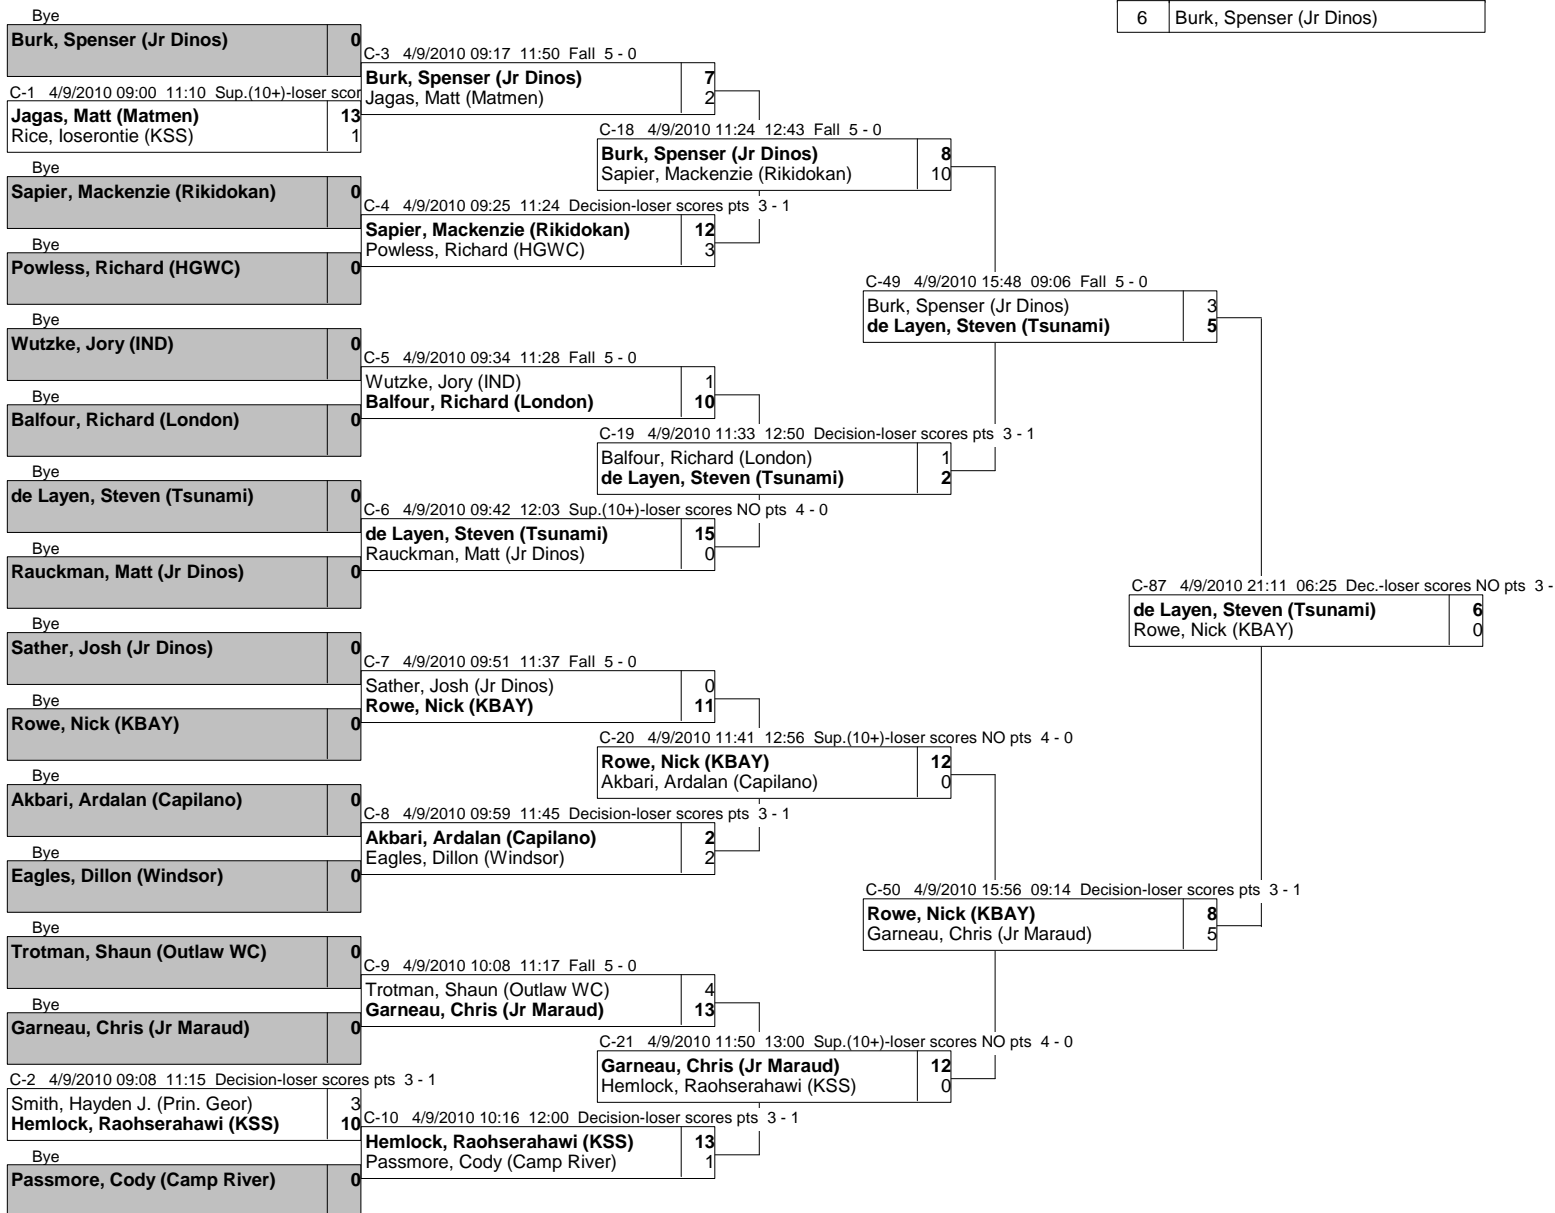 6 Burk, Spenser (Jr Dinos)
Bye
Burk, Spenser (Jr Dinos) 0
C-1 4/9/2010 09:00 11:10 Sup.(10+)-loser scor
Jagas, Matt (Matmen) 13
Rice, Ioserontie (KSS) 1
Bye
Sapier, Mackenzie (Rikidokan) 0
Bye
Powless, Richard (HGWC) 0
Bye
Wutzke, Jory (IND) 0
Bye
Balfour, Richard (London) 0
Bye
de Layen, Steven (Tsunami) 0
Bye
Rauckman, Matt (Jr Dinos) 0
Bye
Sather, Josh (Jr Dinos) 0
Bye
Rowe, Nick (KBAY) 0
Bye
Akbari, Ardalan (Capilano) 0
Bye
Eagles, Dillon (Windsor) 0
Bye
Trotman, Shaun (Outlaw WC) 0
Bye
Garneau, Chris (Jr Maraud) 0
C-2 4/9/2010 09:08 11:15 Decision-loser scores pts 3 - 1
Smith, Hayden J. (Prin. Geor) 3
Hemlock, Raohserahawi (KSS) 10
Bye
Passmore, Cody (Camp River) 0
C-3 4/9/2010 09:17 11:50 Fall 5 - 0
Burk, Spenser (Jr Dinos) 7
Jagas, Matt (Matmen) 2
C-4 4/9/2010 09:25 11:24 Decision-loser scores pts 3 - 1
Sapier, Mackenzie (Rikidokan) 12
Powless, Richard (HGWC) 3
C-5 4/9/2010 09:34 11:28 Fall 5 - 0
Wutzke, Jory (IND) 1
Balfour, Richard (London) 10
C-6 4/9/2010 09:42 12:03 Sup.(10+)-loser scores NO pts 4 - 0
de Layen, Steven (Tsunami) 15
Rauckman, Matt (Jr Dinos) 0
C-7 4/9/2010 09:51 11:37 Fall 5 - 0
Sather, Josh (Jr Dinos) 0
Rowe, Nick (KBAY) 11
C-8 4/9/2010 09:59 11:45 Decision-loser scores pts 3 - 1
Akbari, Ardalan (Capilano) 2
Eagles, Dillon (Windsor) 2
C-9 4/9/2010 10:08 11:17 Fall 5 - 0
Trotman, Shaun (Outlaw WC) 4
Garneau, Chris (Jr Maraud) 13
C-10 4/9/2010 10:16 12:00 Decision-loser scores pts 3 - 1
Hemlock, Raohserahawi (KSS) 13
Passmore, Cody (Camp River) 1
C-18 4/9/2010 11:24 12:43 Fall 5 - 0
Burk, Spenser (Jr Dinos) 8
Sapier, Mackenzie (Rikidokan) 10
C-19 4/9/2010 11:33 12:50 Decision-loser scores pts 3 - 1
Balfour, Richard (London) 1
de Layen, Steven (Tsunami) 2
C-20 4/9/2010 11:41 12:56 Sup.(10+)-loser scores NO pts 4 - 0
Rowe, Nick (KBAY) 12
Akbari, Ardalan (Capilano) 0
C-21 4/9/2010 11:50 13:00 Sup.(10+)-loser scores NO pts 4 - 0
Garneau, Chris (Jr Maraud) 12
Hemlock, Raohserahawi (KSS) 0
C-49 4/9/2010 15:48 09:06 Fall 5 - 0
Burk, Spenser (Jr Dinos) 3
de Layen, Steven (Tsunami) 5
C-50 4/9/2010 15:56 09:14 Decision-loser scores pts 3 - 1
Rowe, Nick (KBAY) 8
Garneau, Chris (Jr Maraud) 5
C-87 4/9/2010 21:11 06:25 Dec.-loser scores NO pts 3 -
de Layen, Steven (Tsunami) 6
Rowe, Nick (KBAY) 0